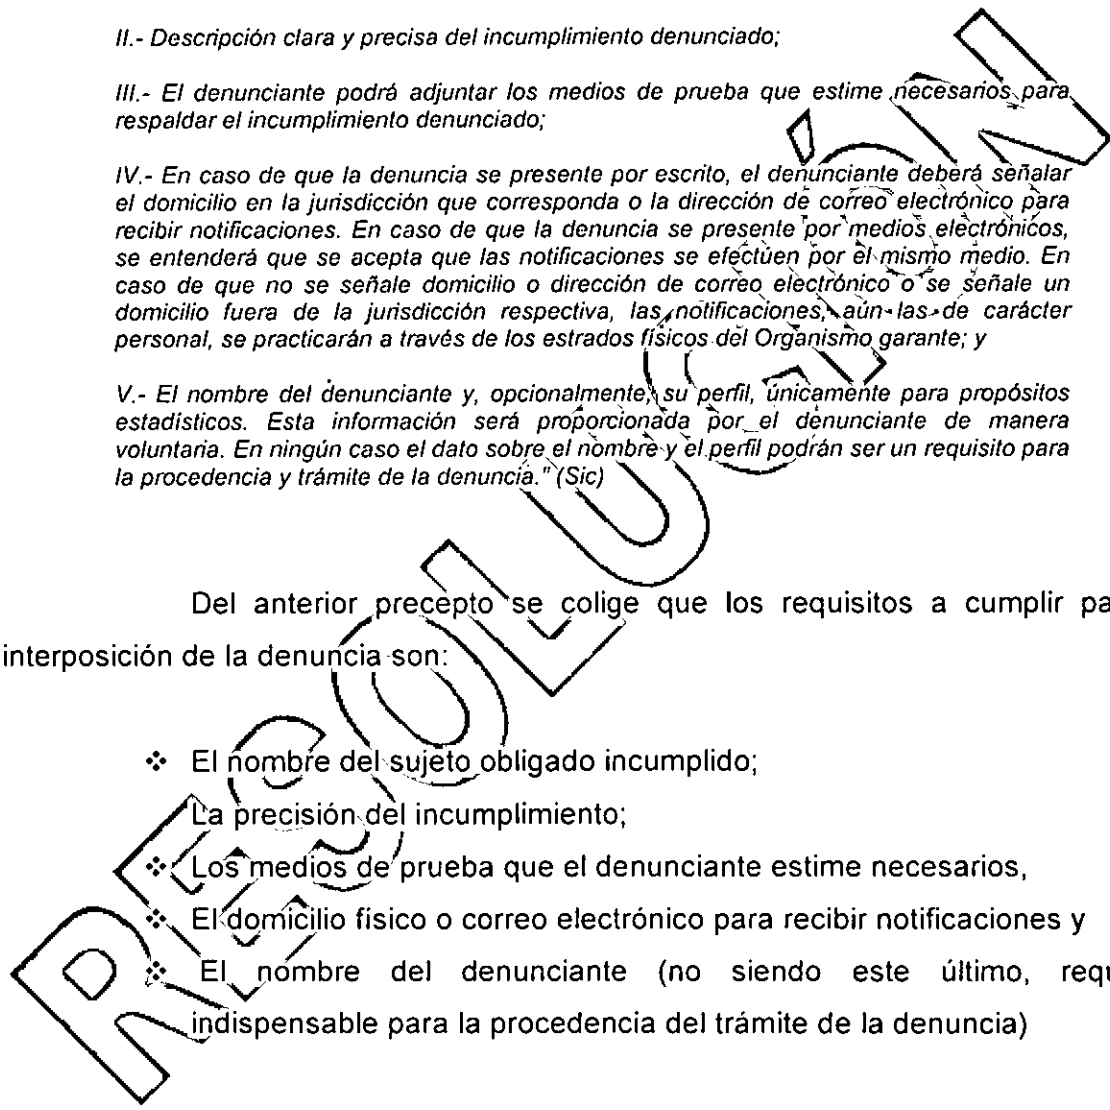 II.- Descripción clara y precisa del incumplimiento denunciado;
III.- El denunciante podrá adjuntar los medios de prueba que estime necesarios para
respaldar el incumplimiento denunciado;
IV.- En caso de que la denuncia se presente por escrito, el denunciante deberá señalar
el domicilio en la jurisdicción que corresponda o la dirección de correo electrónico para
recibir notificaciones. En caso de que la denuncia se presente por medios electrónicos,
se entenderá que se acepta que las notificaciones se efectúen por el mismo medio. En
caso de que no se señale domicilio o dirección de correo electrónico o se señale un
domicilio fuera de la jurisdicción respectiva, las notificaciones, aún las de carácter
personal, se practicarán a través de los estrados físicos del Organismo garante; y
V.- El nombre del denunciante y, opcionalmente, su perfil, únicamente para propósitos
estadísticos. Esta información será proporcionada por el denunciante de manera
voluntaria. En ningún caso el dato sobre el nombre y el perfil podrán ser un requisito para
la procedencia y trámite de la denuncia." (Sic)
Del anterior precepto se colige que los requisitos a cumplir pa
interposición de la denuncia son:
❖ El nombre del sujeto obligado incumplido;
La precisión del incumplimiento;
❖ Los medios de prueba que el denunciante estime necesarios,
❖ El domicilio físico o correo electrónico para recibir notificaciones y
❖ El nombre del denunciante (no siendo este último, requ
indispensable para la procedencia del trámite de la denuncia)
RESOLUCIÓN